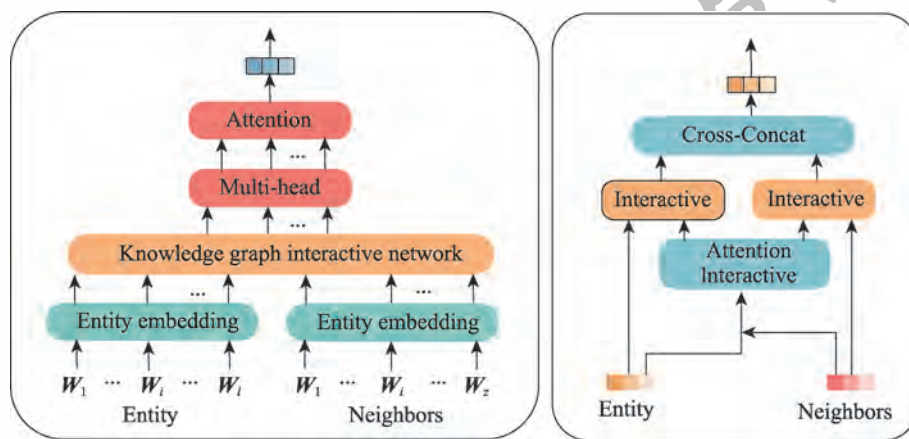 Attention
...
Multi-head
...
Knowledge graph interactive network
... ...
Entity embedding Entity embedding
W1 ... Wi ... Wl W1 ... Wi ... Wz
Entity Neighbors
Cross-Concat
Interactive Interactive
Attention
Interactive
Entity Neighbors